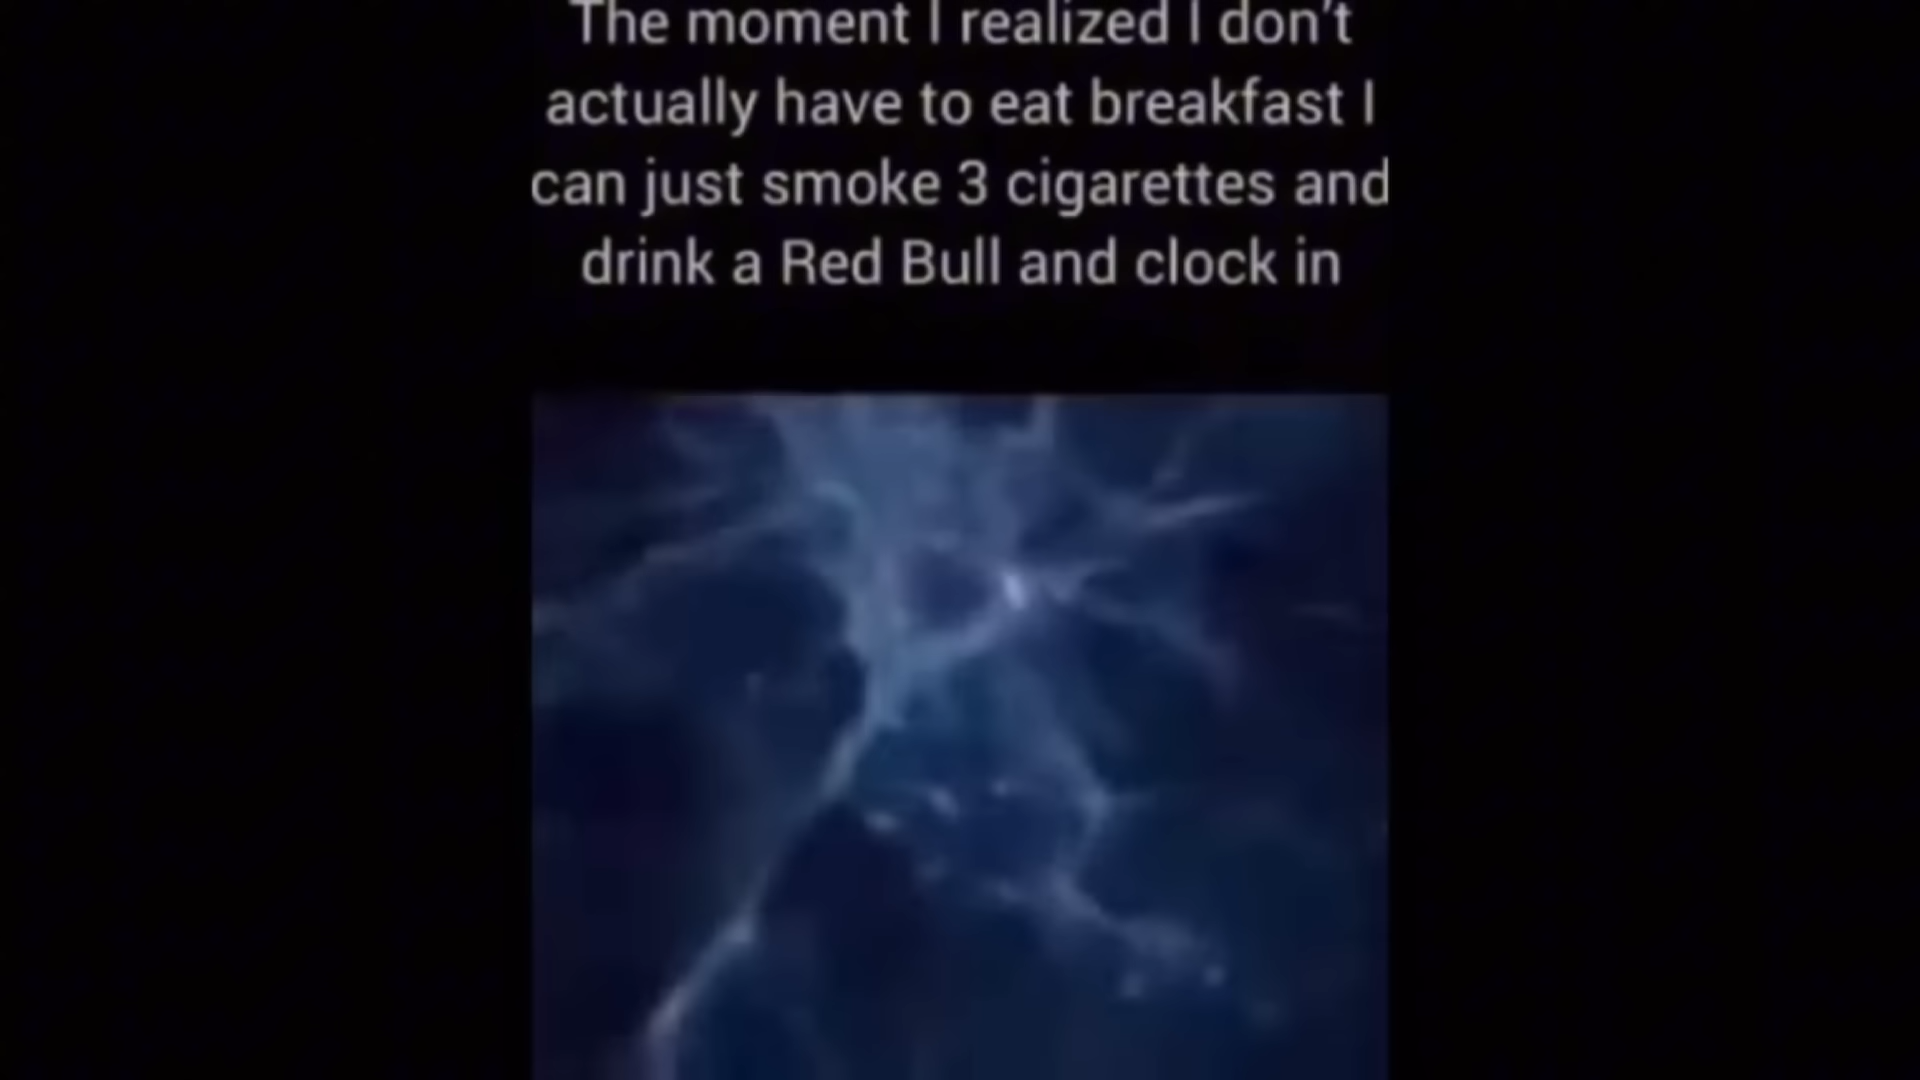 The moment I realized I don't
actually have to eat breakfast I
can just smoke 3 cigarettes and
drink a Red Bull and clock in